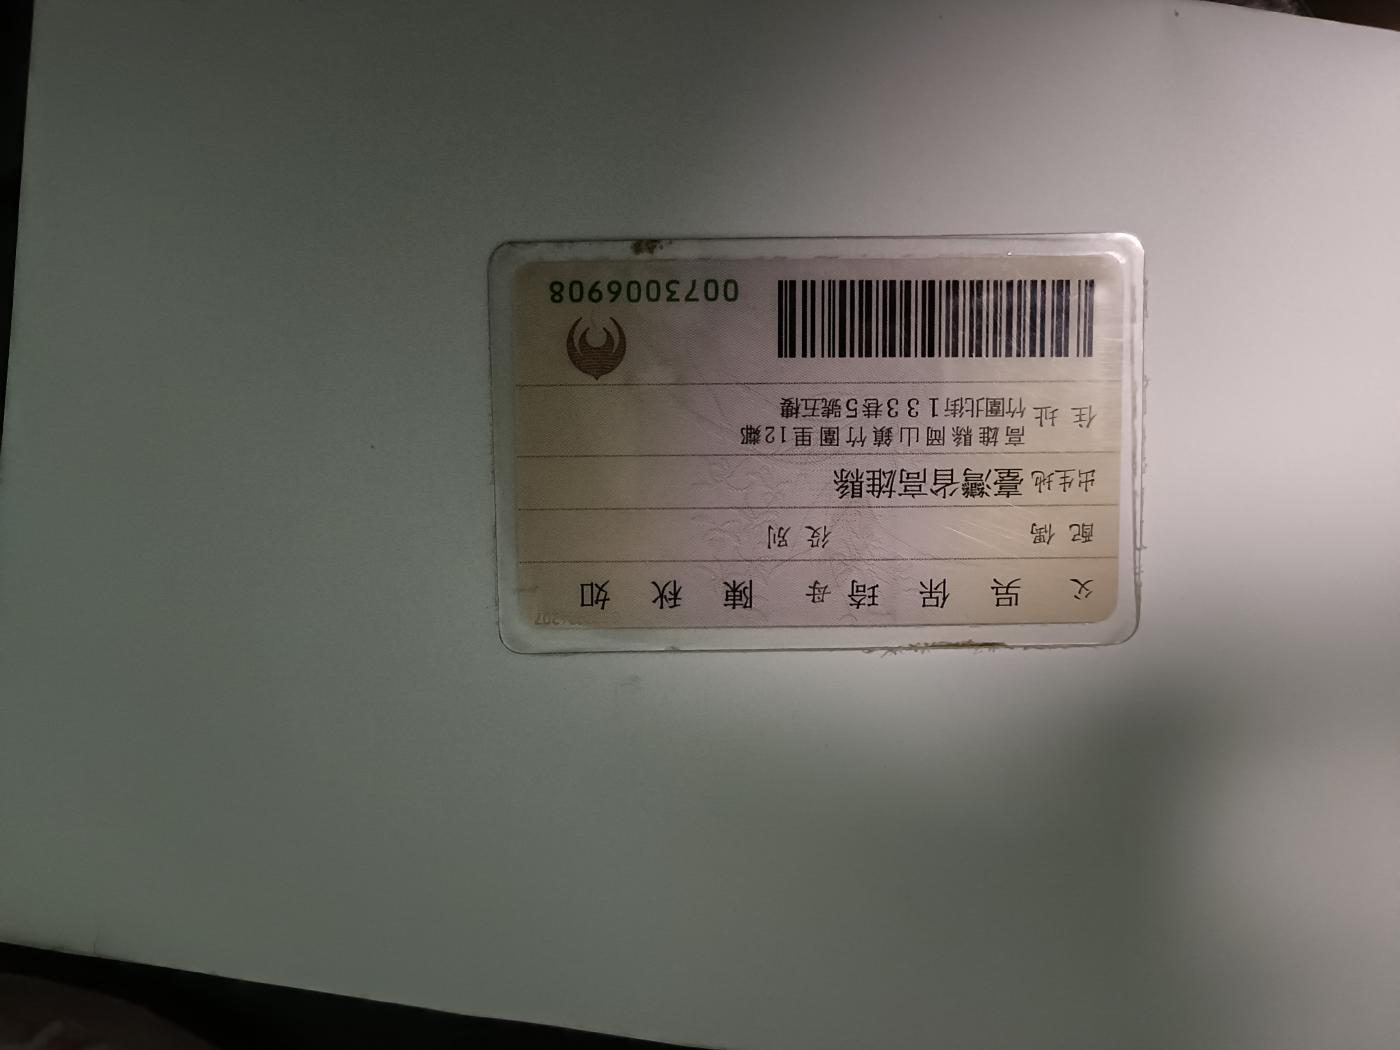 父 吳保琦 母 陳秋如
配偶 役別
出生地 臺灣省高雄縣
住址 高雄縣岡山鎮竹圍里12鄰
竹圍北街133巷5號五樓
0073006908